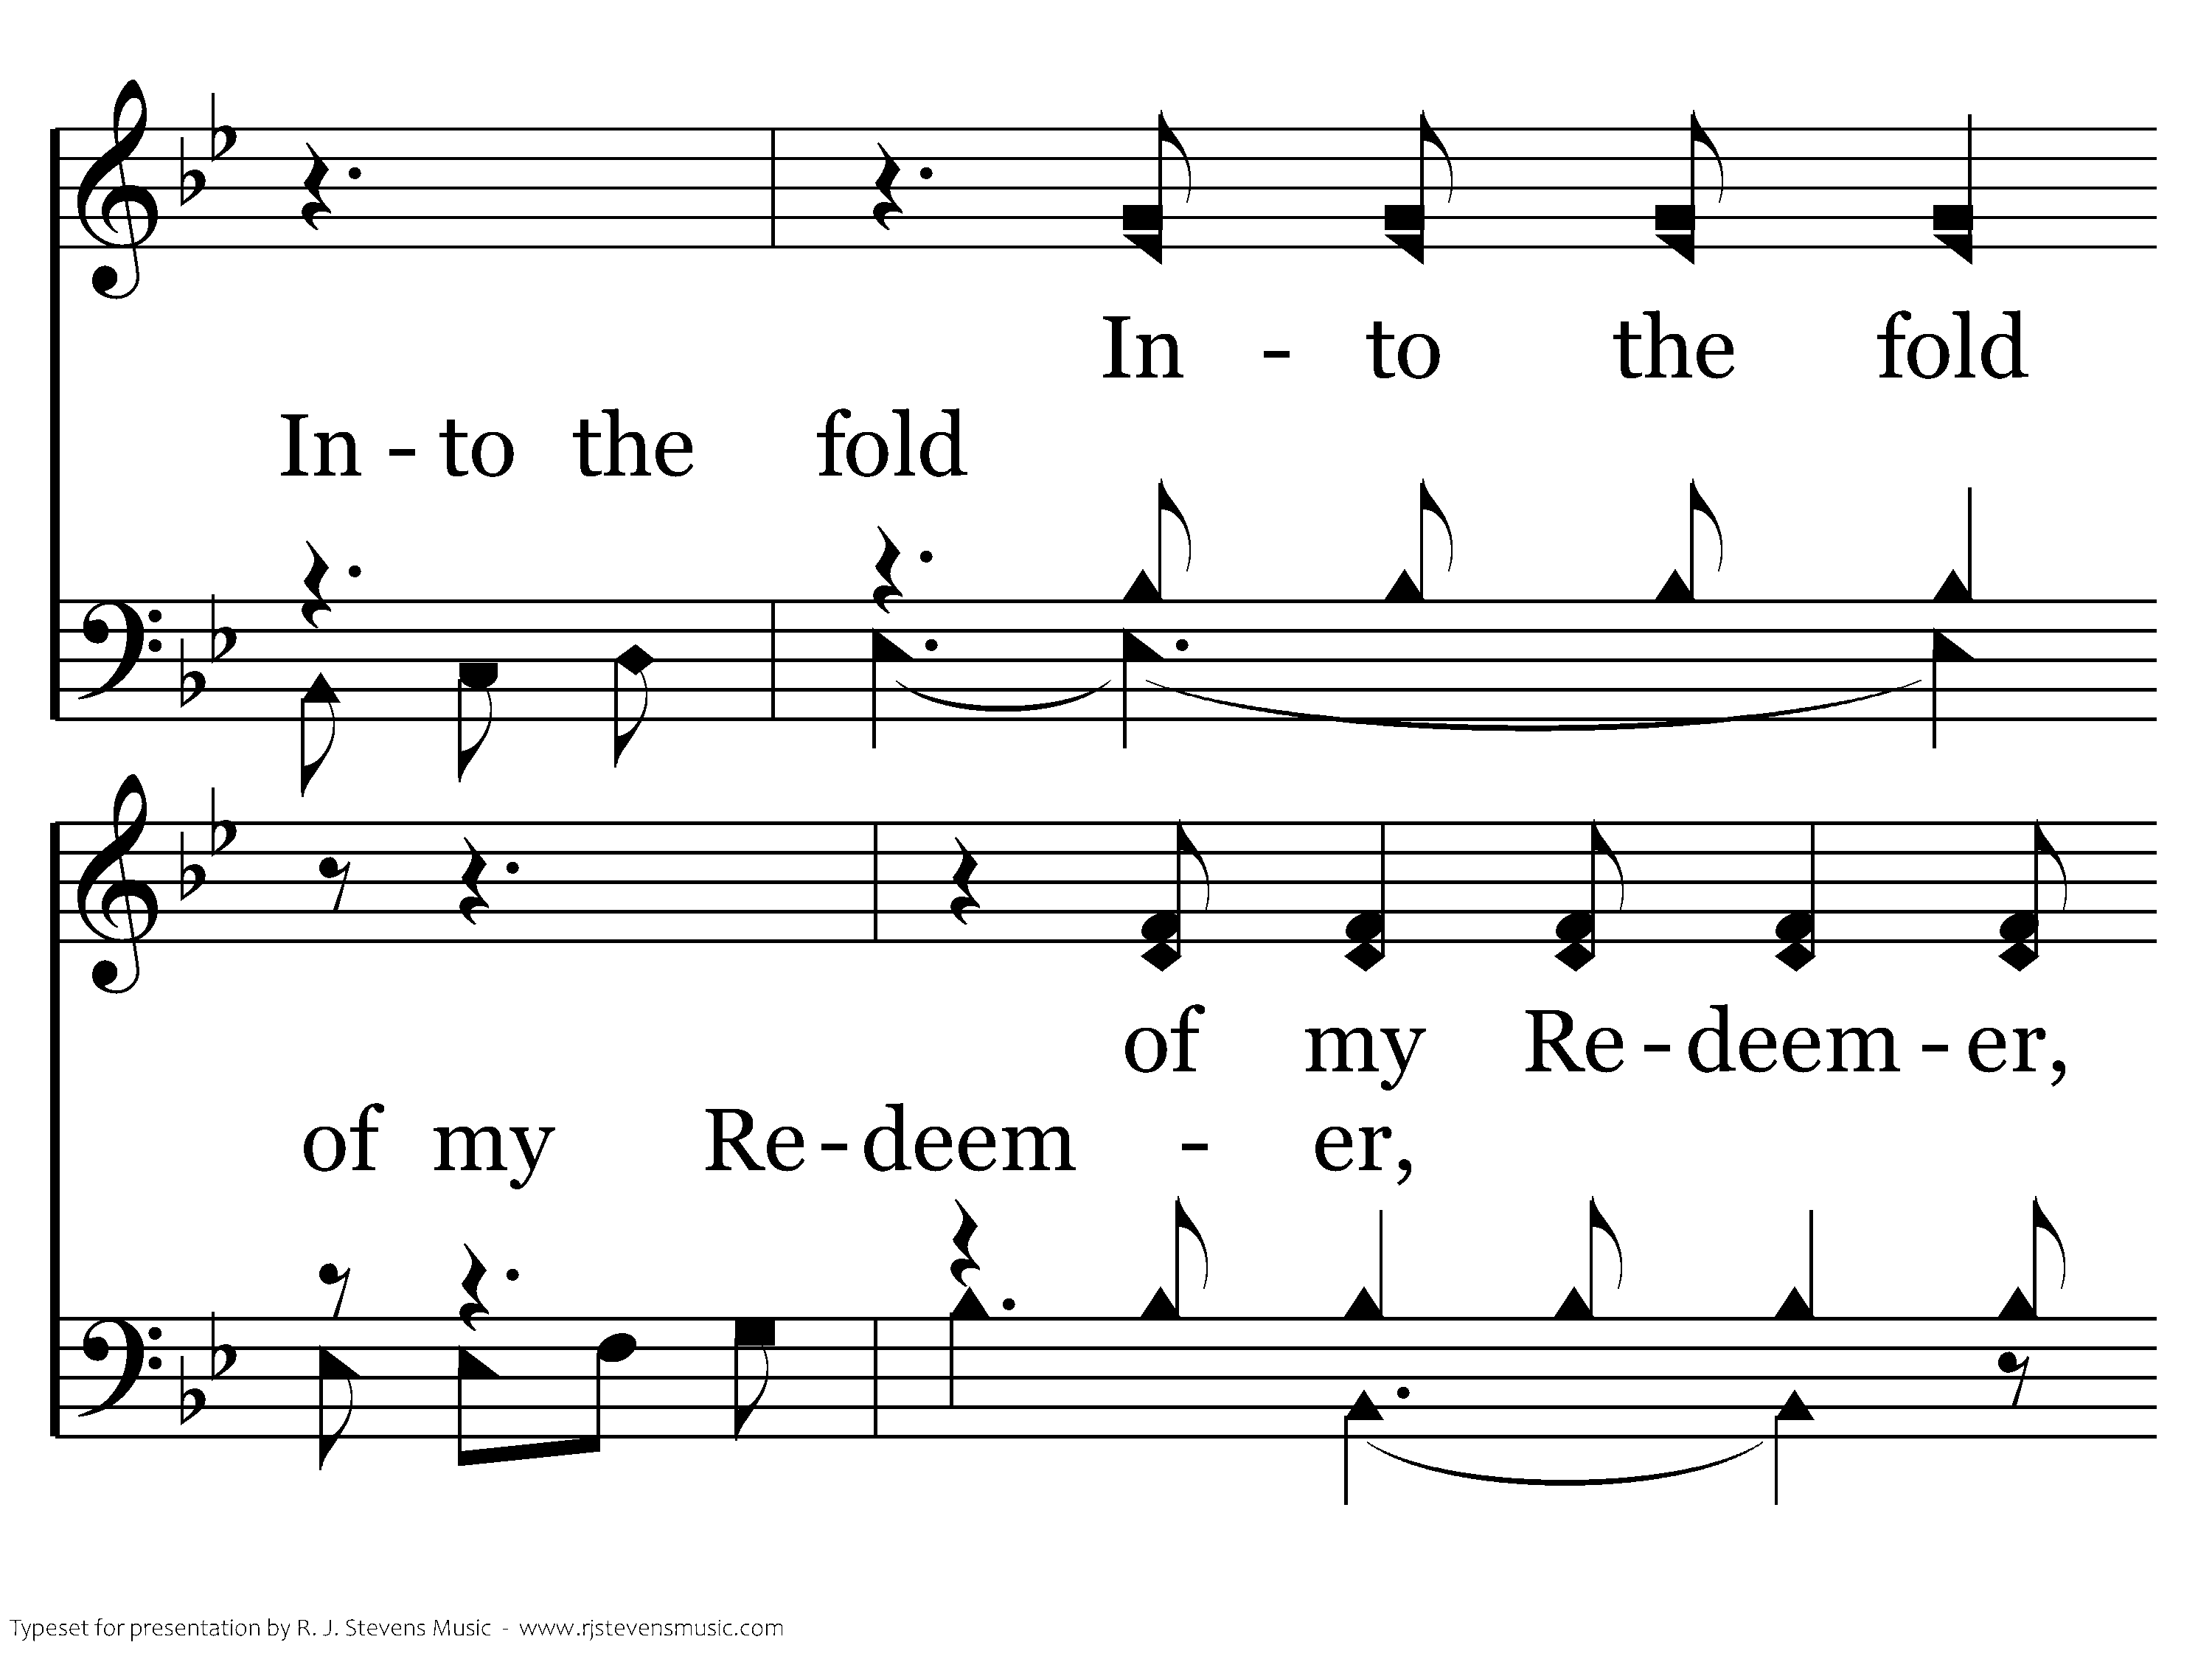 In - to the fold
In - to the fold
of my Re - deem - er,
of my Re - deem - er,
Typeset for presentation by R. J. Stevens Music - www.rjstevensmusic.com